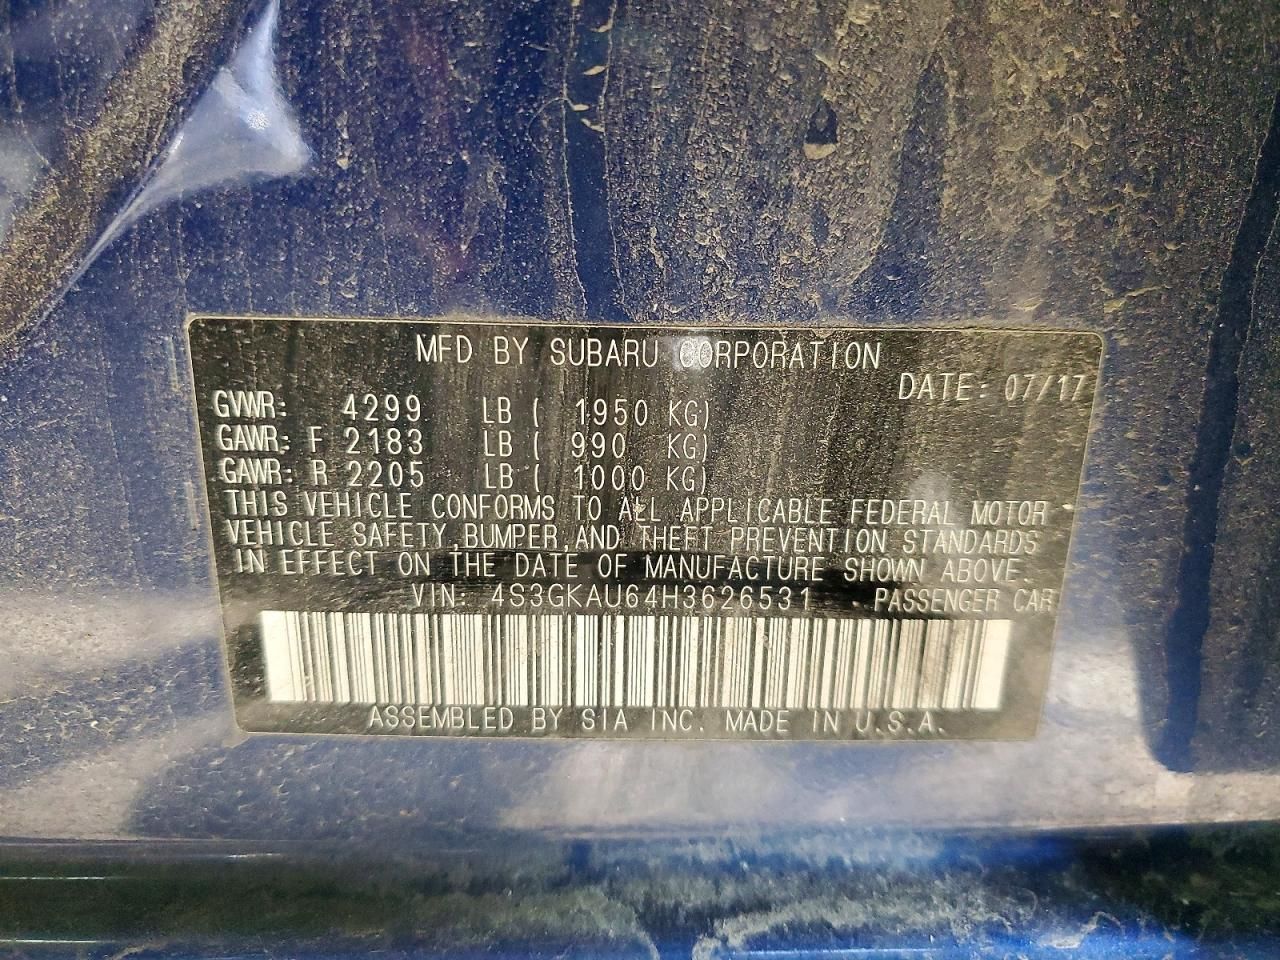 MFD BY SUBARU CORPORATION
DATE: 07/17
GVWR: 4299 LB ( 1950 KG)
GAWR: F 2183 LB ( 990 KG)
GAWR: R 2205 LB ( 1000 KG)
THIS VEHICLE CONFORMS TO ALL APPLICABLE FEDERAL MOTOR
VEHICLE SAFETY,BUMPER,AND THEFT PREVENTION STANDARDS
IN EFFECT ON THE DATE OF MANUFACTURE SHOWN ABOVE.
VIN: 4S3GKAU64H3626531 PASSENGER CAR
ASSEMBLED BY SIA INC. MADE IN U.S.A.